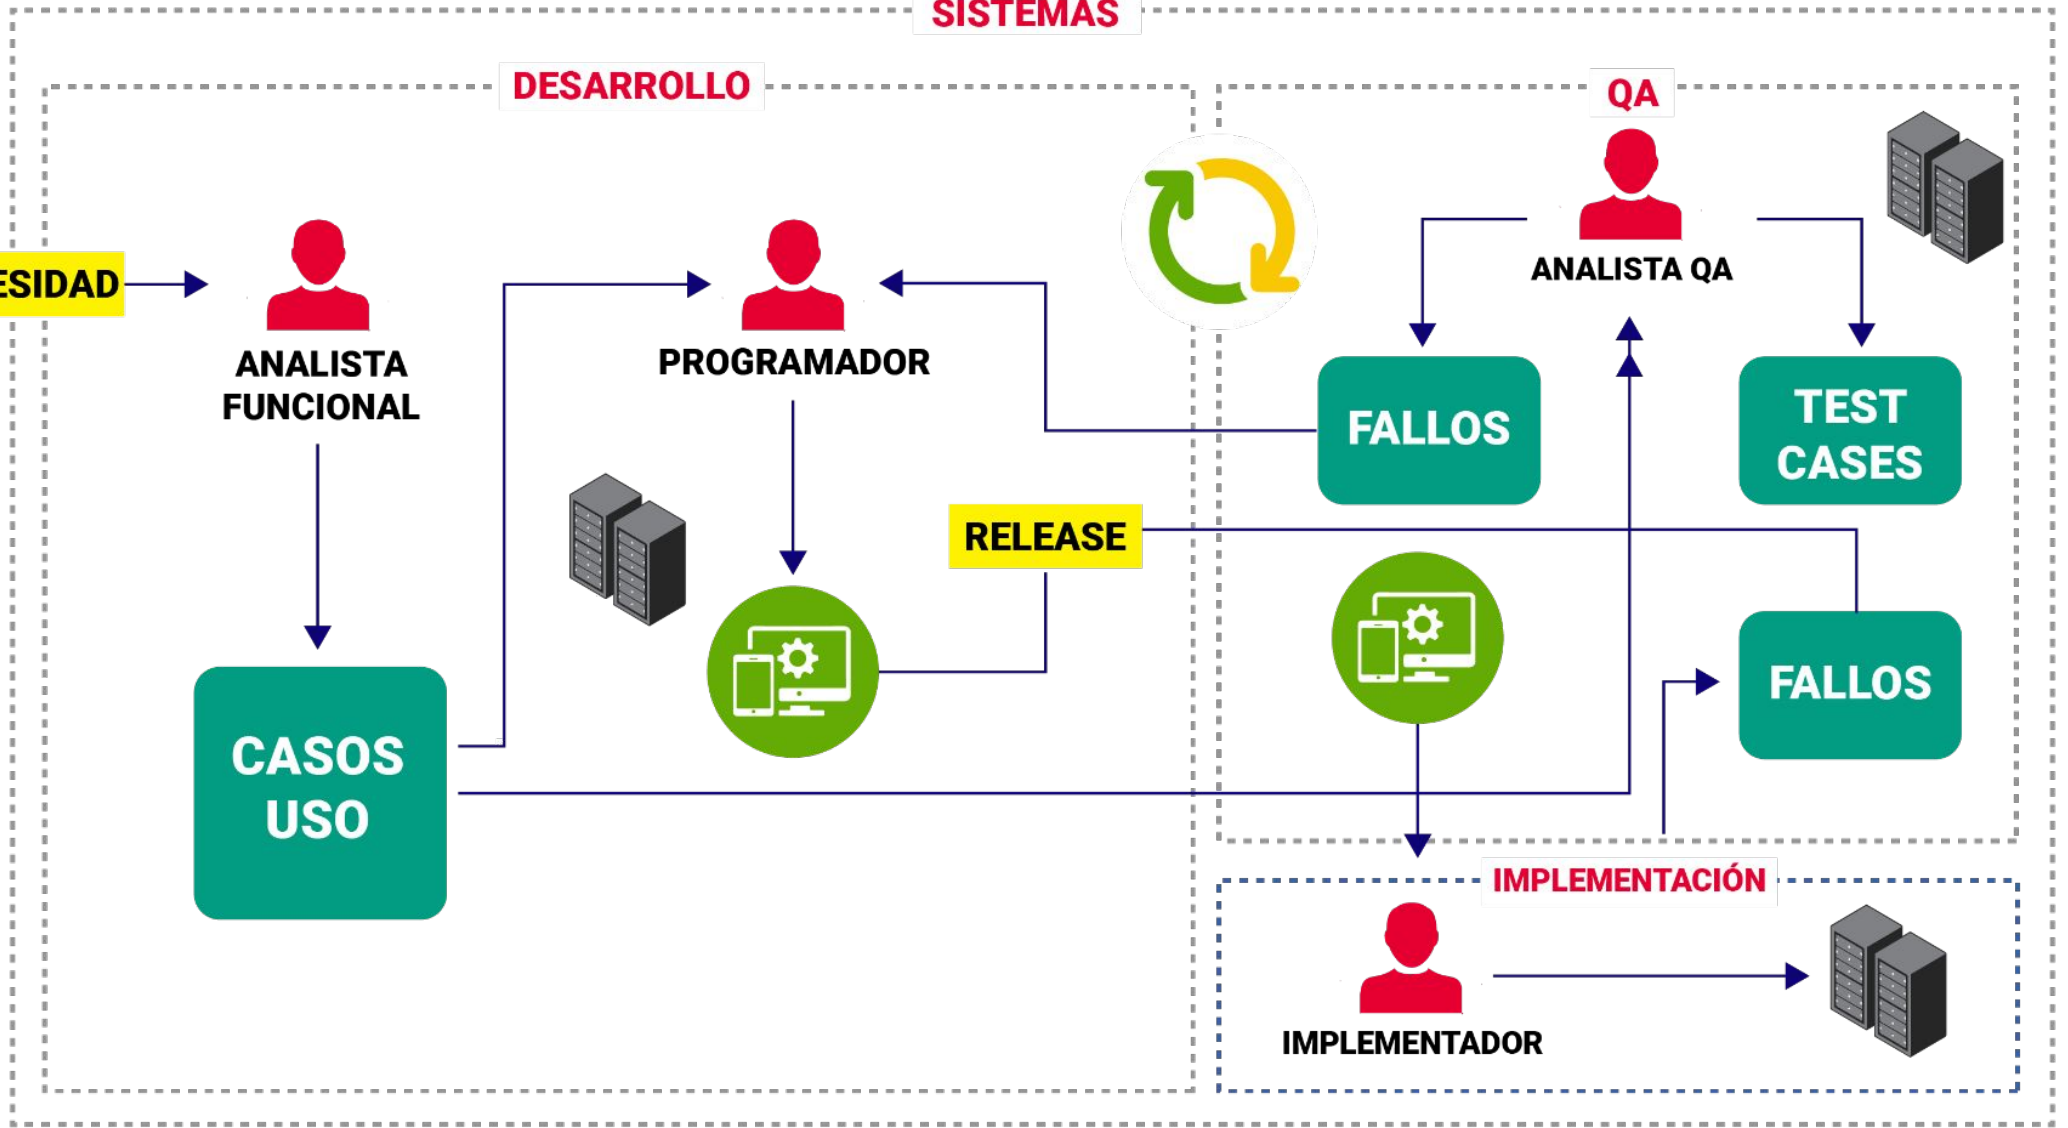 SISTEMAS
DESARROLLO
QA
ESIDAD
ANALISTA
FUNCIONAL
PROGRAMADOR
ANALISTA QA
FALLOS
TEST
CASES
RELEASE
FALLOS
CASOS
USO
IMPLEMENTACIÓN
IMPLEMENTADOR